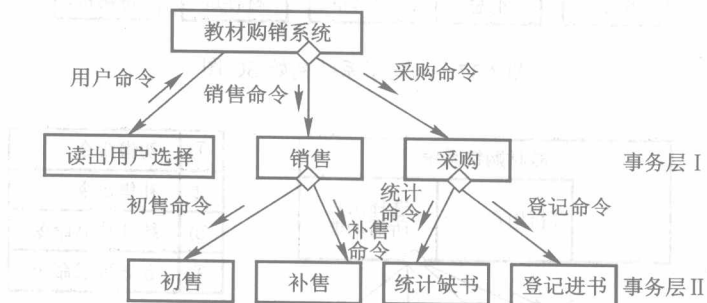 教材购销系统
用户命令
销售命令
采购命令
读出用户选择
销售
采购
事务层Ⅰ
初售命令
补售
命令
统计
命令
登记命令
初售
补售
统计缺书
登记进书
事务层Ⅱ